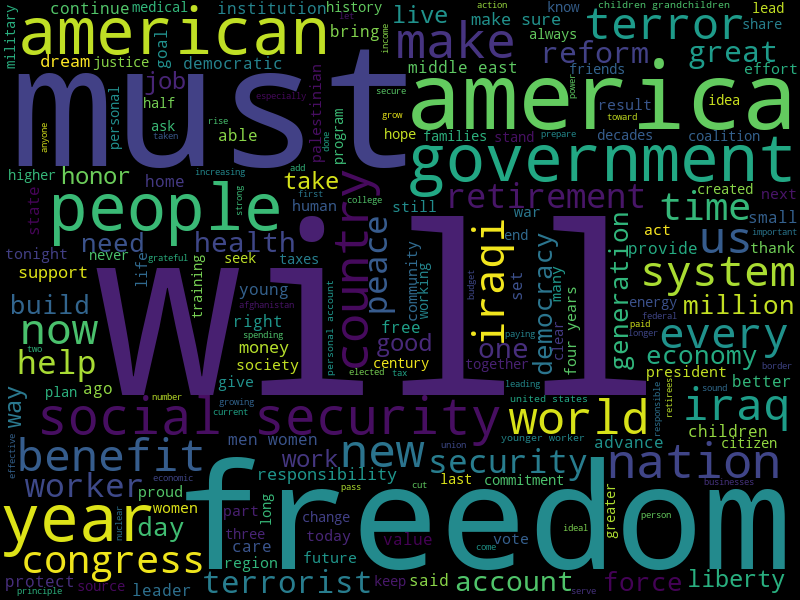 military
continue medical institution history let action children grandchildren
american bring income live make sure always know lead
goal make reform terror share
dream justice democratic great
middle east friends effort
must
job power
personal half especially palestinian secure america result idea
ask rise program grow toward
anyone taken able done hope families stand decades coalition
prepare government
higher honor home take college retirement created next
people add human still time small
state increasing first war us act important
strong country peace iraqi generation
tonight never life need health end provide thank
grateful seek community democracy many system
support training young taxes working set
afghanistan personal account budget clear energy million
build right free four years federal
now spending money good paying one every
two society century together longer paid economy
help elected tax
will
plan ago give leading president border
number growing current united states sound better
way social security world iraq
responsible retirees children
men women younger worker advance citizen
benefit work new security nation
effective union
economic responsibility last commitment businesses
worker proud women long pass cut greater
year part change ideal person
nuclear day three today value vote
freedom
congress care region future come
protect source leader terrorist keep said account force liberty
principle serve